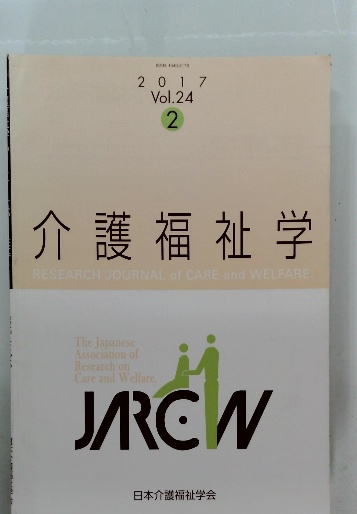 2017
Vol.24
2
介護福祉学
RESEARCH JOURNAL of CARE and WELFARE
The Japanese
Association of
Research on
Care and Welfare.
JARCW
日本介護福祉学会